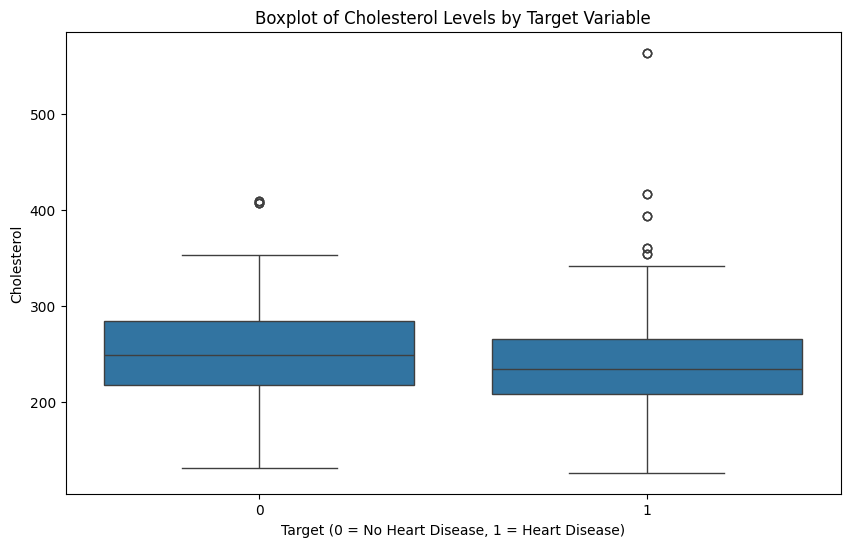 Boxplot of Cholesterol Levels by Target Variable
500
400
300
200
Cholesterol
0
1
Target (0 = No Heart Disease, 1 = Heart Disease)